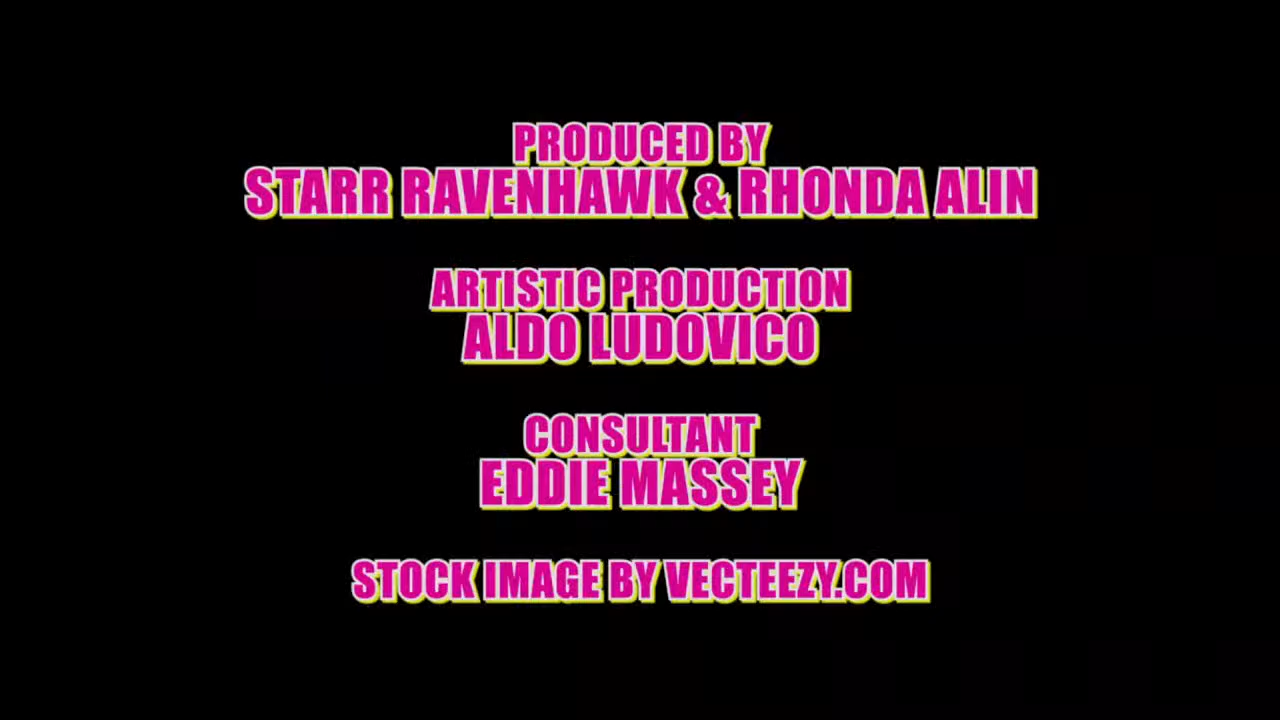 PRODUCED BY
STARR RAVENHAWK & RHONDA ALIN
ARTISTIC PRODUCTION
ALDO LUDOVICO
CONSULTANT
EDDIE MASSEY
STOCK IMAGE BY VECTEEZY.COM